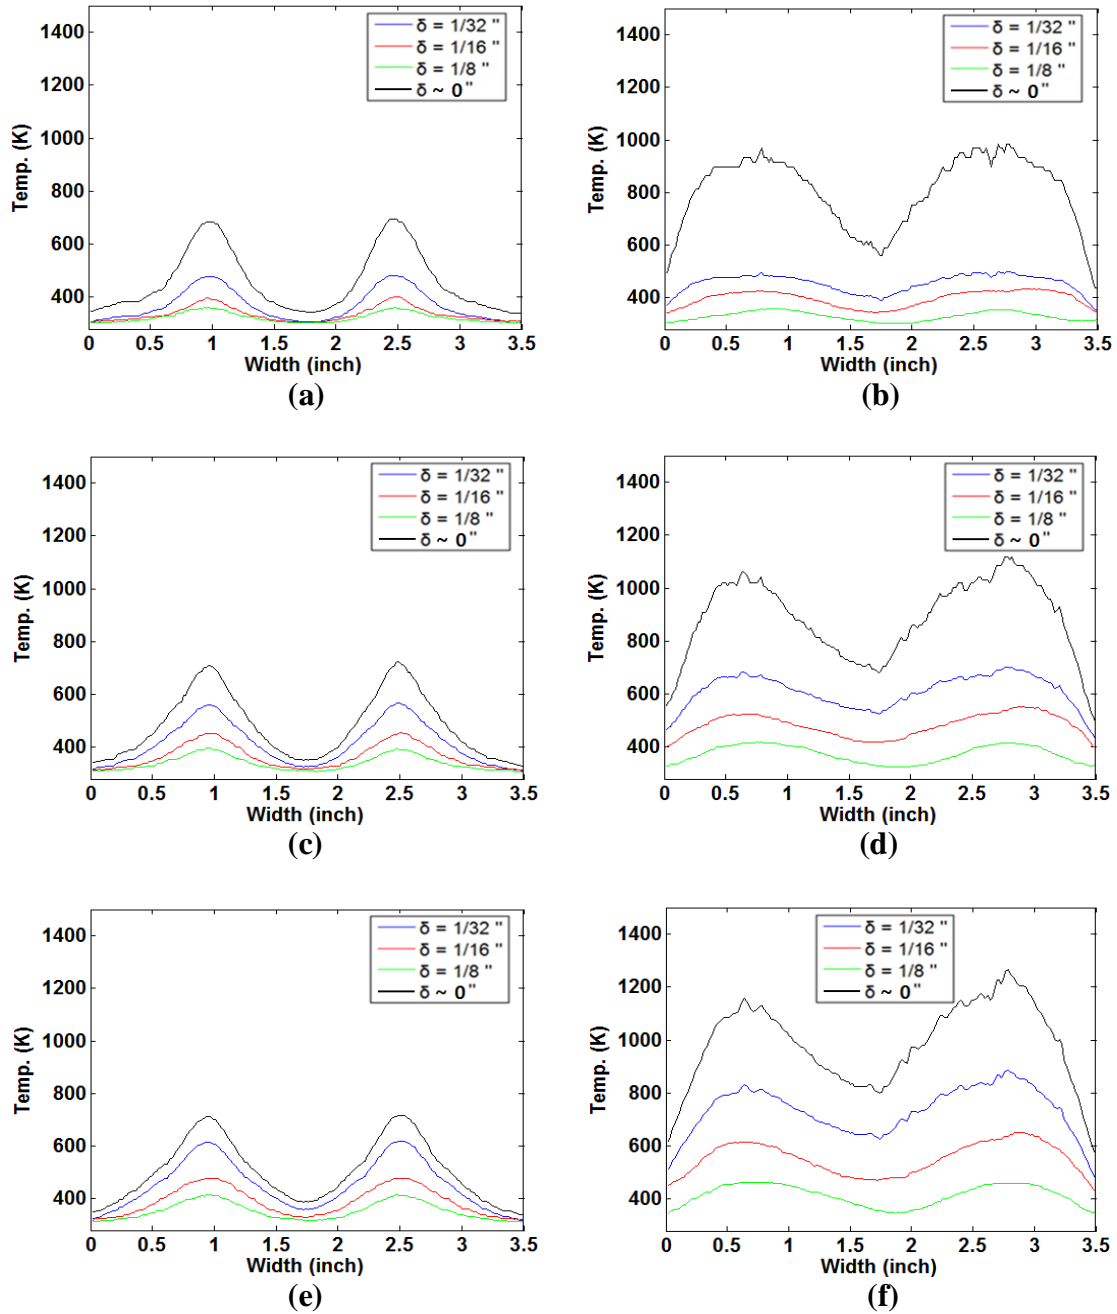 1400
1200
1000
800
600
400
Temp. (K)
δ = 1/32 "
δ = 1/16 "
δ = 1/8 "
δ ~ 0"
0 0.5 1 1.5 2 2.5 3 3.5
Width (inch)
(a)
1400
1200
1000
800
600
400
Temp. (K)
δ = 1/32 "
δ = 1/16 "
δ = 1/8 "
δ ~ 0"
0 0.5 1 1.5 2 2.5 3 3.5
Width (inch)
(b)
1400
1200
1000
800
600
400
Temp. (K)
δ = 1/32 "
δ = 1/16 "
δ = 1/8 "
δ ~ 0"
0 0.5 1 1.5 2 2.5 3 3.5
Width (inch)
(c)
1400
1200
1000
800
600
400
Temp. (K)
δ = 1/32 "
δ = 1/16 "
δ = 1/8 "
δ ~ 0"
0 0.5 1 1.5 2 2.5 3 3.5
Width (inch)
(d)
1400
1200
1000
800
600
400
Temp. (K)
δ = 1/32 "
δ = 1/16 "
δ = 1/8 "
δ ~ 0"
0 0.5 1 1.5 2 2.5 3 3.5
Width (inch)
(e)
1400
1200
1000
800
600
400
Temp. (K)
δ = 1/32 "
δ = 1/16 "
δ = 1/8 "
δ ~ 0"
0 0.5 1 1.5 2 2.5 3 3.5
Width (inch)
(f)